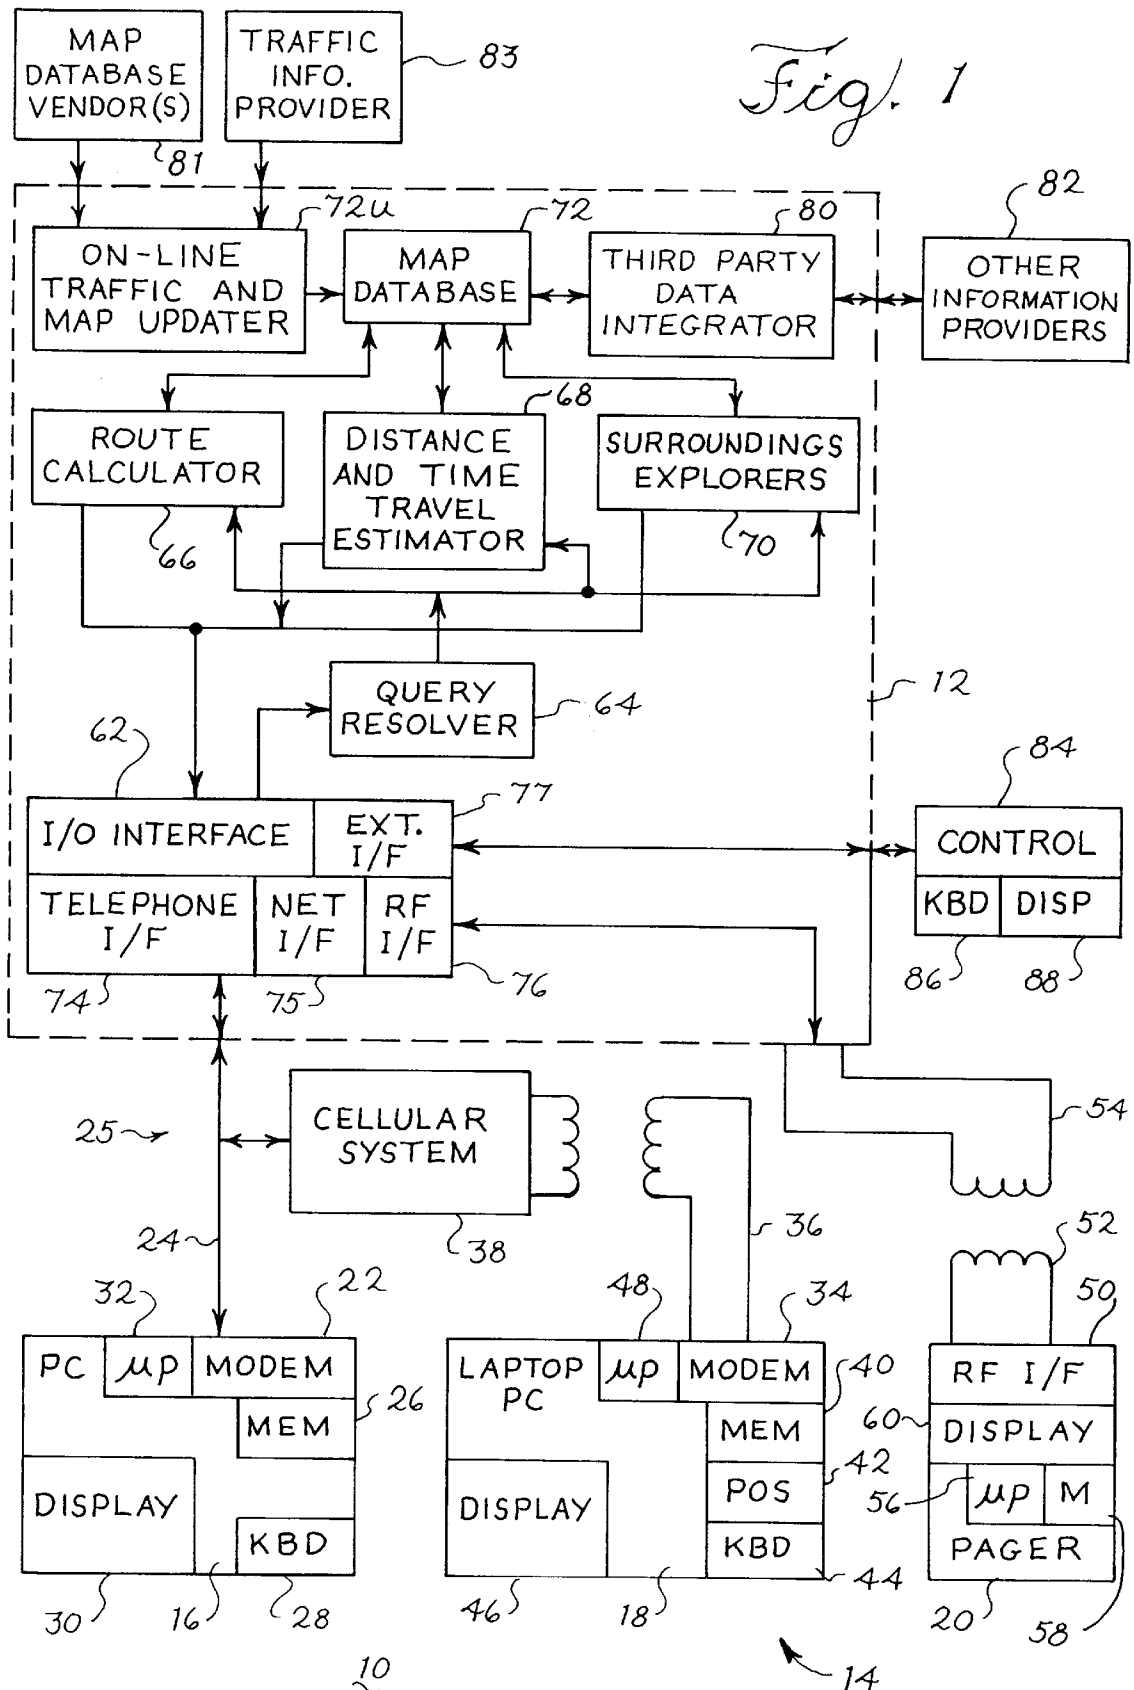 Fig. 1
MAP
DATABASE
VENDOR(S)
81
TRAFFIC
INFO.
PROVIDER
83
72u
ON-LINE
TRAFFIC AND
MAP UPDATER
72
MAP
DATABASE
80
THIRD PARTY
DATA
INTEGRATOR
82
OTHER
INFORMATION
PROVIDERS
ROUTE
CALCULATOR
66
68
DISTANCE
AND TIME
TRAVEL
ESTIMATOR
SURROUNDINGS
EXPLORERS
70
12
QUERY
RESOLVER
64
62
I/O INTERFACE
77
EXT.
I/F
TELEPHONE
I/F
74
NET
I/F
75
RF
I/F
76
84
CONTROL
KBD
86
DISP
88
25
CELLULAR
SYSTEM
38
24
36
54
52
32
22
PC
µP
MODEM
MEM
26
DISPLAY
30
16
KBD
28
48
34
LAPTOP
PC
µP
MODEM
40
MEM
42
POS
DISPLAY
46
18
KBD
44
50
RF I/F
60
DISPLAY
56
µP
M
58
PAGER
20
10
14